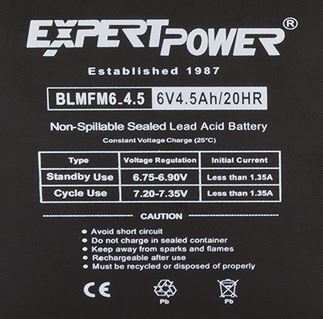 EXPERTPOWER®
Established 1987
BLMFM6_4.5 6V4.5Ah/20HR
Non-Spillable Sealed Lead Acid Battery
Constant Voltage Charge (25°C)
Type Voltage Regulation Initial Current
Standby Use 6.75-6.90V Less than 1.35A
Cycle Use 7.20-7.35V Less than 1.35A
CAUTION
Avoid short circuit
Do not charge in sealed container
Keep away from sparks and flames
Rechargeable after use
Must be recycled or disposed of properly
CE Pb Pb